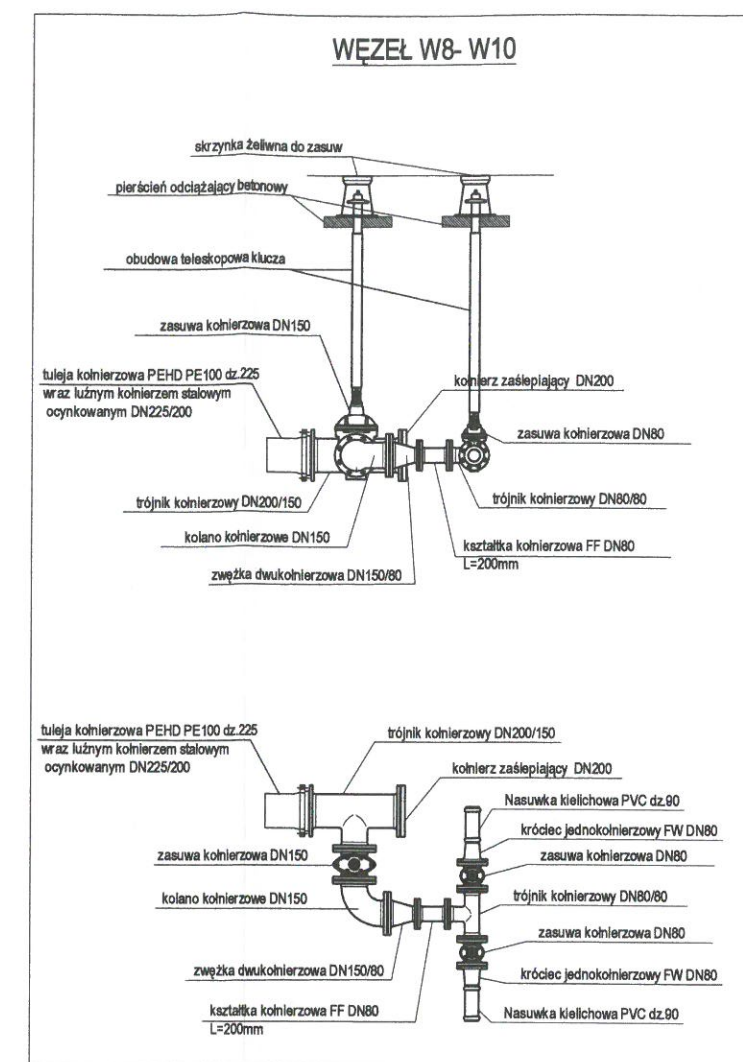 WĘZEŁ W8- W10
skrzynka żeliwna do zasuw
pierścień odciążający betonowy
obudowa teleskopowa klucza
zasuwa kołnierzowa DN150
tuleja kołnierzowa PEHD PE100 dz.225
wraz luźnym kołnierzem stalowym
ocynkowanym DN225/200
kołnierz zaślepiający DN200
zasuwa kołnierzowa DN80
trójnik kołnierzowy DN200/150
trójnik kołnierzowy DN80/80
kolano kołnierzowe DN150
kształtka kołnierzowa FF DN80
L=200mm
zwężka dwukołnierzowa DN150/80
tuleja kołnierzowa PEHD PE100 dz.225
wraz luźnym kołnierzem stalowym
ocynkowanym DN225/200
trójnik kołnierzowy DN200/150
kołnierz zaślepiający DN200
Nasuwka kielichowa PVC dz.90
króciec jednokołnierzowy FW DN80
zasuwa kołnierzowa DN150
zasuwa kołnierzowa DN80
kolano kołnierzowe DN150
trójnik kołnierzowy DN80/80
zasuwa kołnierzowa DN80
zwężka dwukołnierzowa DN150/80
króciec jednokołnierzowy FW DN80
kształtka kołnierzowa FF DN80
L=200mm
Nasuwka kielichowa PVC dz.90